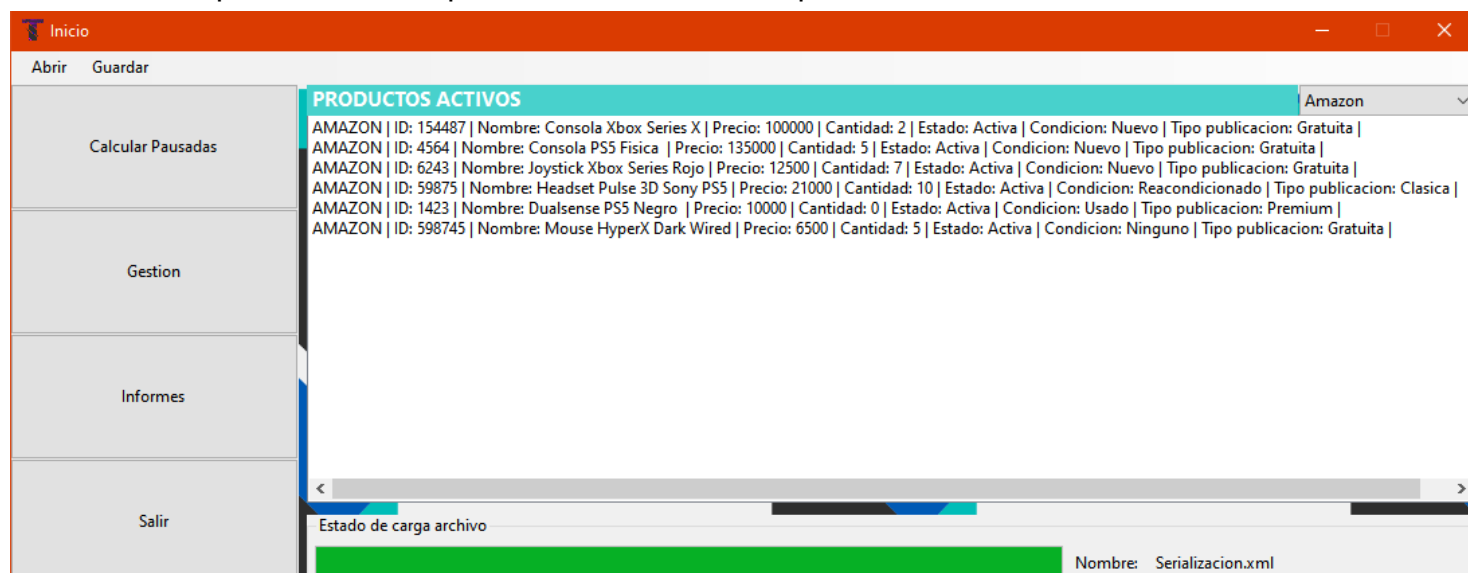 Inicio
Abrir Guardar
PRODUCTOS ACTIVOS
Amazon
Calcular Pausadas
Gestion
Informes
Salir
AMAZON | ID: 154487 | Nombre: Consola Xbox Series X | Precio: 100000 | Cantidad: 2 | Estado: Activa | Condicion: Nuevo | Tipo publicacion: Gratuita |
AMAZON | ID: 4564 | Nombre: Consola PS5 Fisica  | Precio: 135000 | Cantidad: 5 | Estado: Activa | Condicion: Nuevo | Tipo publicacion: Gratuita |
AMAZON | ID: 6243 | Nombre: Joystick Xbox Series Rojo | Precio: 12500 | Cantidad: 7 | Estado: Activa | Condicion: Nuevo | Tipo publicacion: Gratuita |
AMAZON | ID: 59875 | Nombre: Headset Pulse 3D Sony PS5 | Precio: 21000 | Cantidad: 10 | Estado: Activa | Condicion: Reacondicionado | Tipo publicacion: Clasica |
AMAZON | ID: 1423 | Nombre: Dualsense PS5 Negro  | Precio: 10000 | Cantidad: 0 | Estado: Activa | Condicion: Usado | Tipo publicacion: Premium |
AMAZON | ID: 598745 | Nombre: Mouse HyperX Dark Wired | Precio: 6500 | Cantidad: 5 | Estado: Activa | Condicion: Ninguno | Tipo publicacion: Gratuita |
Estado de carga archivo
Nombre: Serializacion.xml